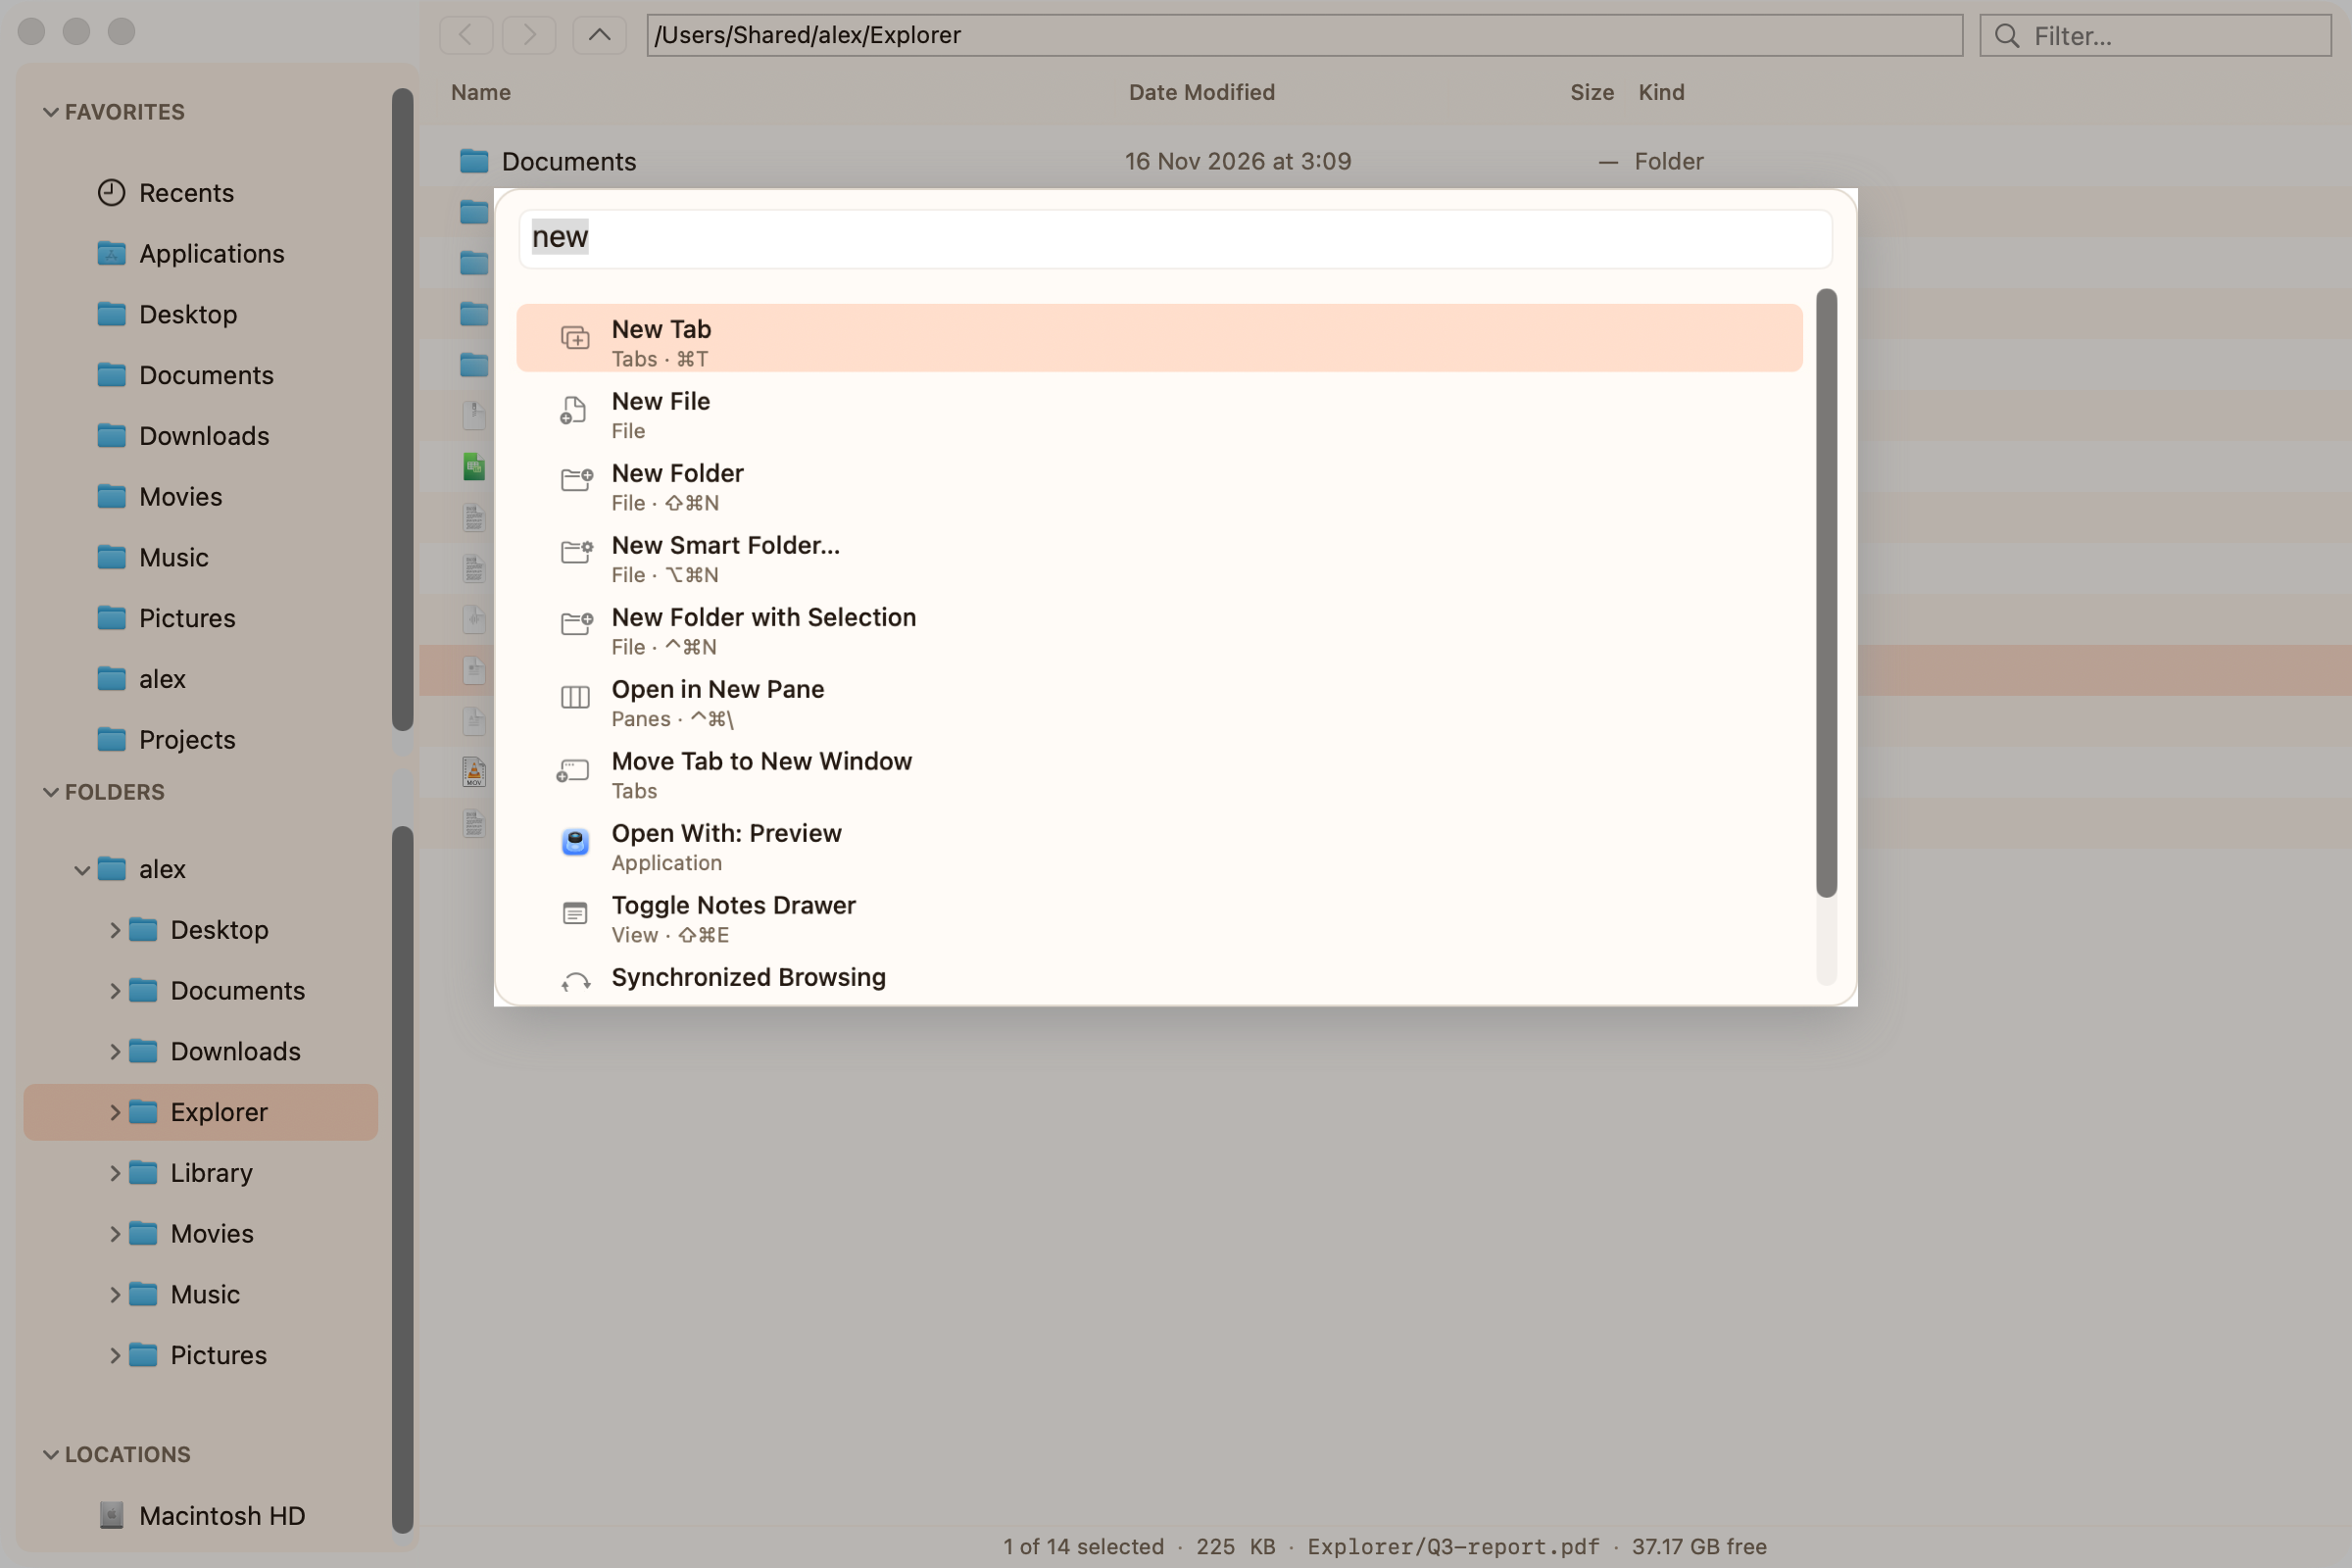 /Users/Shared/alex/Explorer
Filter...
FAVORITES
Recents
Applications
Desktop
Documents
Downloads
Movies
Music
Pictures
alex
Projects
FOLDERS
alex
Desktop
Documents
Downloads
Explorer
Library
Movies
Music
Pictures
LOCATIONS
Macintosh HD
Name Date Modified Size Kind
Documents 16 Nov 2026 at 3:09 — Folder
new
New Tab
Tabs · ⌘T
New File
File
New Folder
File · ⇧⌘N
New Smart Folder...
File · ⌥⌘N
New Folder with Selection
File · ^⌘N
Open in New Pane
Panes · ^⌘\
Move Tab to New Window
Tabs
Open With: Preview
Application
Toggle Notes Drawer
View · ⇧⌘E
Synchronized Browsing
MOV
1 of 14 selected · 225 KB · Explorer/Q3-report.pdf · 37.17 GB free